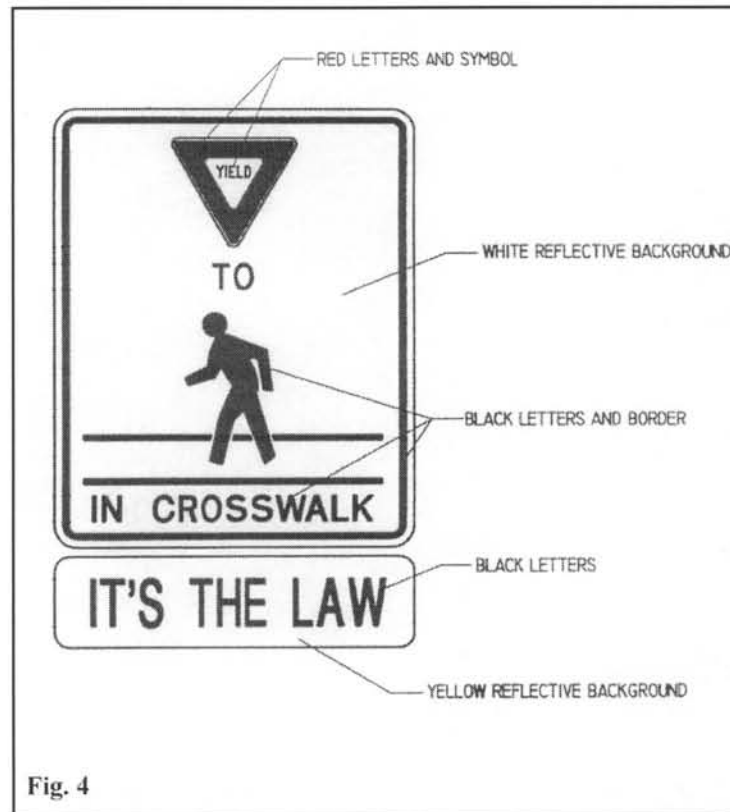 RED LETTERS AND SYMBOL
YIELD
TO
WHITE REFLECTIVE BACKGROUND
BLACK LETTERS AND BORDER
IN CROSSWALK
BLACK LETTERS
IT'S THE LAW
YELLOW REFLECTIVE BACKGROUND
Fig. 4